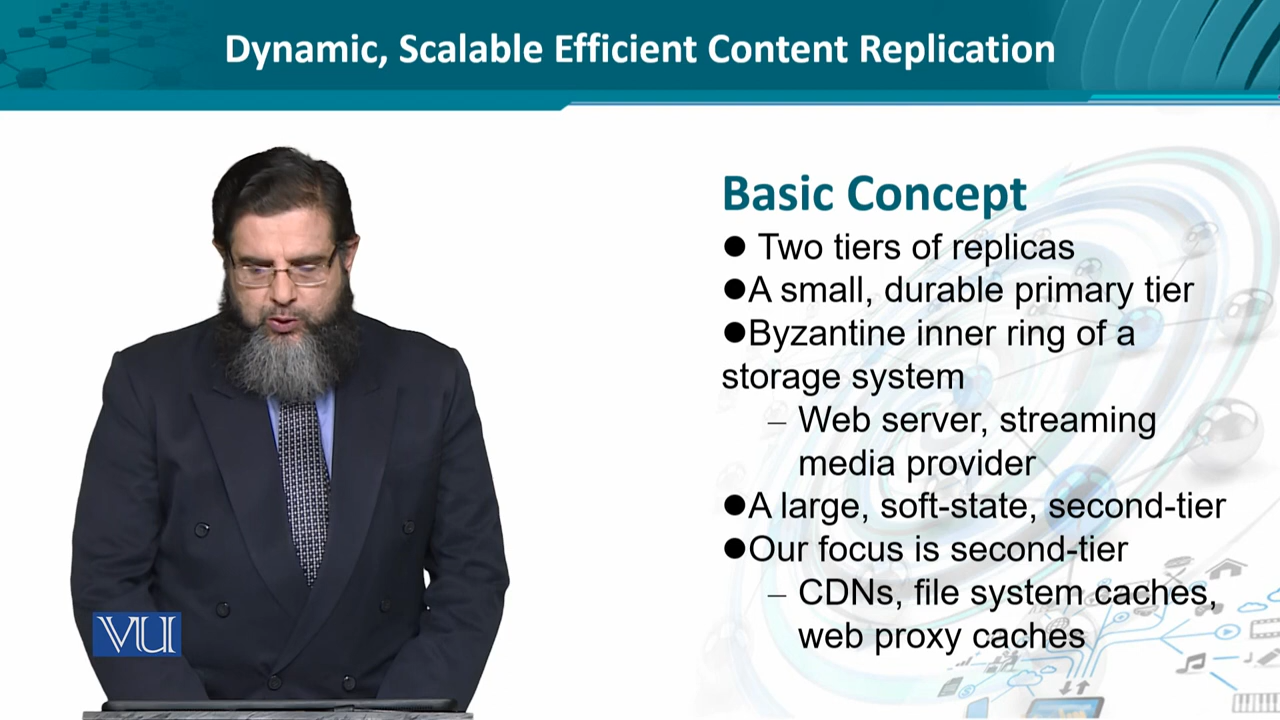 Dynamic, Scalable Efficient Content Replication
Basic Concept
● Two tiers of replicas
●A small, durable primary tier
●Byzantine inner ring of a
storage system
– Web server, streaming
media provider
●A large, soft-state, second-tier
●Our focus is second-tier
– CDNs, file system caches,
web proxy caches
VU